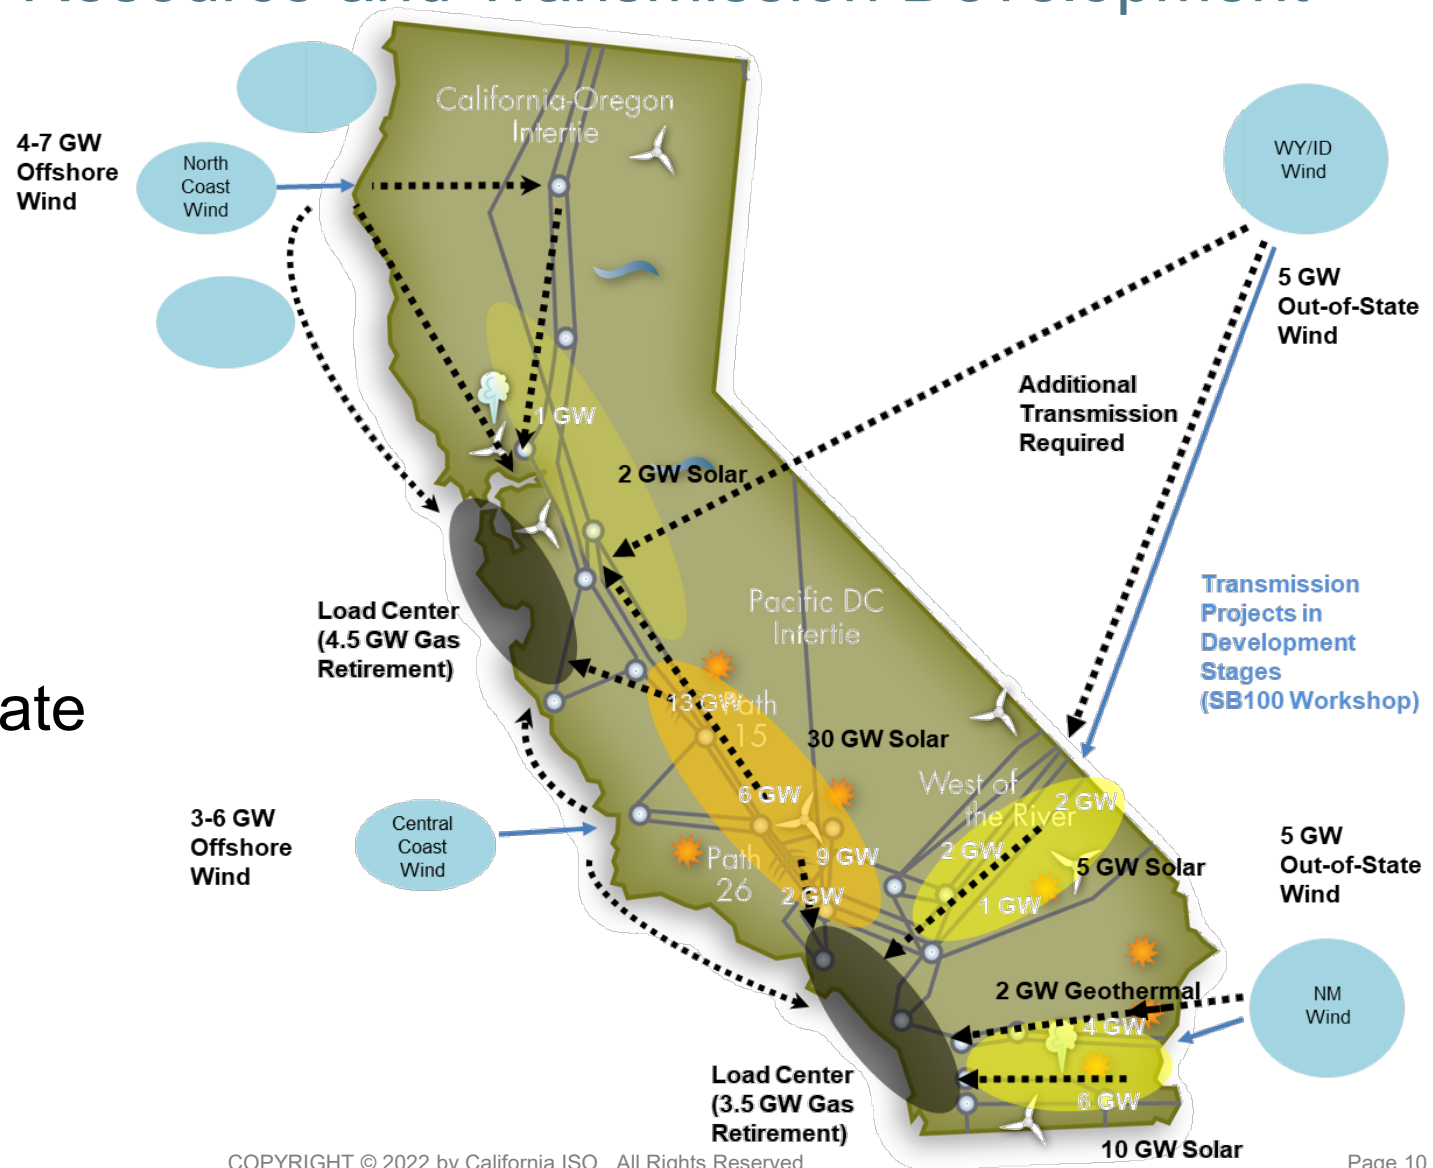 Resource and Transmission Development
California-Oregon
Intertie
4-7 GW
Offshore
Wind
North
Coast
Wind
WY/ID
Wind
5 GW
Out-of-State
Wind
Additional
Transmission
Required
1 GW
2 GW Solar
Pacific DC
Intertie
Transmission
Projects in
Development
Stages
(SB100 Workshop)
Load Center
(4.5 GW Gas
Retirement)
ate
13 GW
Path
15
30 GW Solar
6 GW
West of
the River
2 GW
3-6 GW
Offshore
Wind
Central
Coast
Wind
Path
26
9 GW
2 GW
2 GW
5 GW Solar
1 GW
5 GW
Out-of-State
Wind
2 GW Geothermal
NM
Wind
4 GW
6 GW
Load Center
(3.5 GW Gas
Retirement)
10 GW Solar
COPYRIGHT © 2022 by California ISO. All Rights Reserved
Page 10